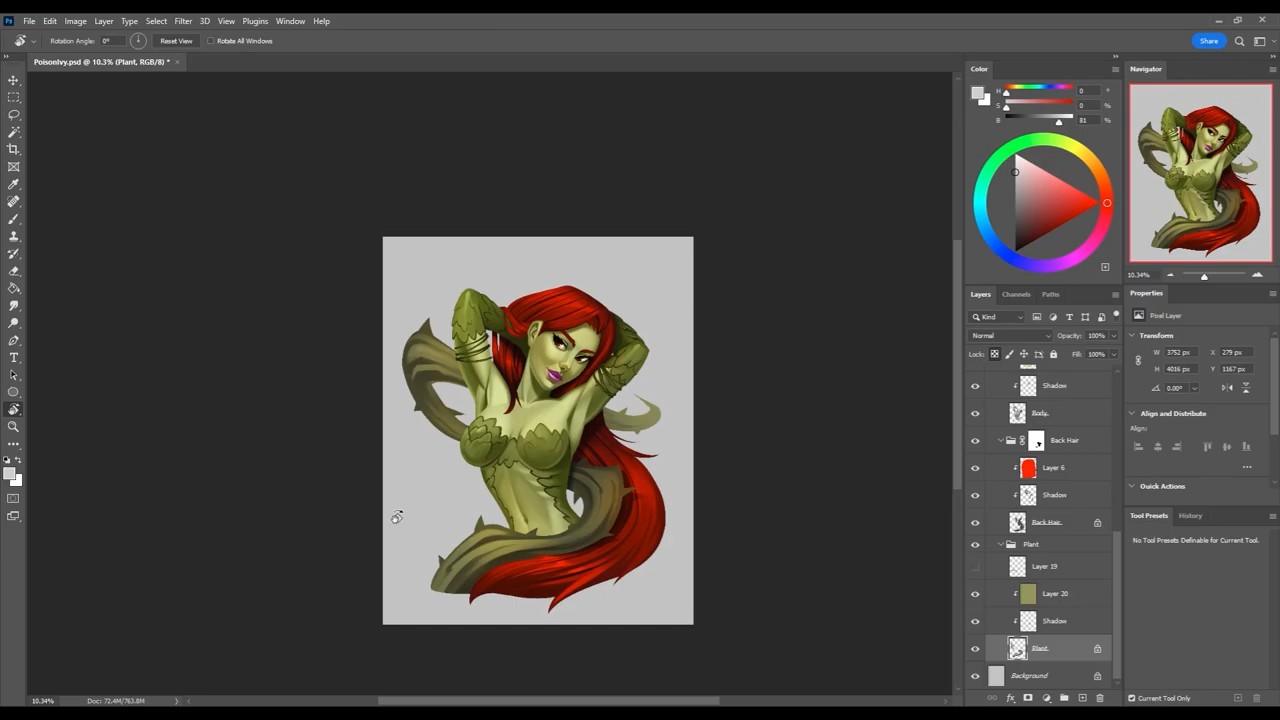 Ps File Edit Image Layer Type Select Filter 3D View Plugins Window Help
Rotation Angle: 0° Reset View Rotate All Windows Share
PoisonIvy.psd @ 10.3% (Plant, RGB/8) * ×
Color
H 0 °
S 0 %
B 81 %
Navigator
10.34%
Layers Channels Paths
Kind
Normal Opacity: 100%
Lock: Fill: 100%
Shadow
Body
Back Hair
Layer 6
Shadow
Back Hair
Plant
Layer 19
Layer 20
Shadow
Plant
Background
fx
Properties
Pixel Layer
Transform
W 3752 px X 279 px
H 4016 px Y 1167 px
0.00°
Align and Distribute
Align:
Quick Actions
Tool Presets History
No Tool Presets Definable for Current Tool.
Current Tool Only
10.34% Doc: 72.4M/763.8M